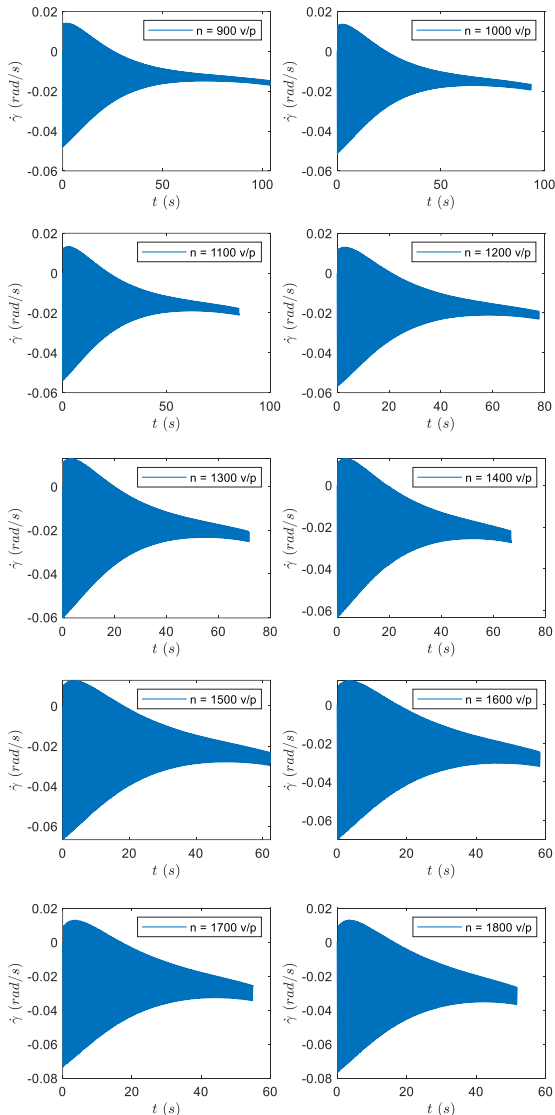 0.02
0
-0.02
-0.04
-0.06
0
50
100
γ̇ (rad/s)
t (s)
n = 900 v/p
0.02
0
-0.02
-0.04
-0.06
0
50
100
γ̇ (rad/s)
t (s)
n = 1000 v/p
0.02
0
-0.02
-0.04
-0.06
0
50
100
γ̇ (rad/s)
t (s)
n = 1100 v/p
0.02
0
-0.02
-0.04
-0.06
0
20
40
60
80
γ̇ (rad/s)
t (s)
n = 1200 v/p
0
-0.02
-0.04
-0.06
0
20
40
60
80
γ̇ (rad/s)
t (s)
n = 1300 v/p
0
-0.02
-0.04
-0.06
0
20
40
60
80
γ̇ (rad/s)
t (s)
n = 1400 v/p
0
-0.02
-0.04
-0.06
0
20
40
60
γ̇ (rad/s)
t (s)
n = 1500 v/p
0
-0.02
-0.04
-0.06
0
20
40
60
γ̇ (rad/s)
t (s)
n = 1600 v/p
0.02
0
-0.02
-0.04
-0.06
-0.08
0
20
40
60
γ̇ (rad/s)
t (s)
n = 1700 v/p
0.02
0
-0.02
-0.04
-0.06
-0.08
0
20
40
60
γ̇ (rad/s)
t (s)
n = 1800 v/p